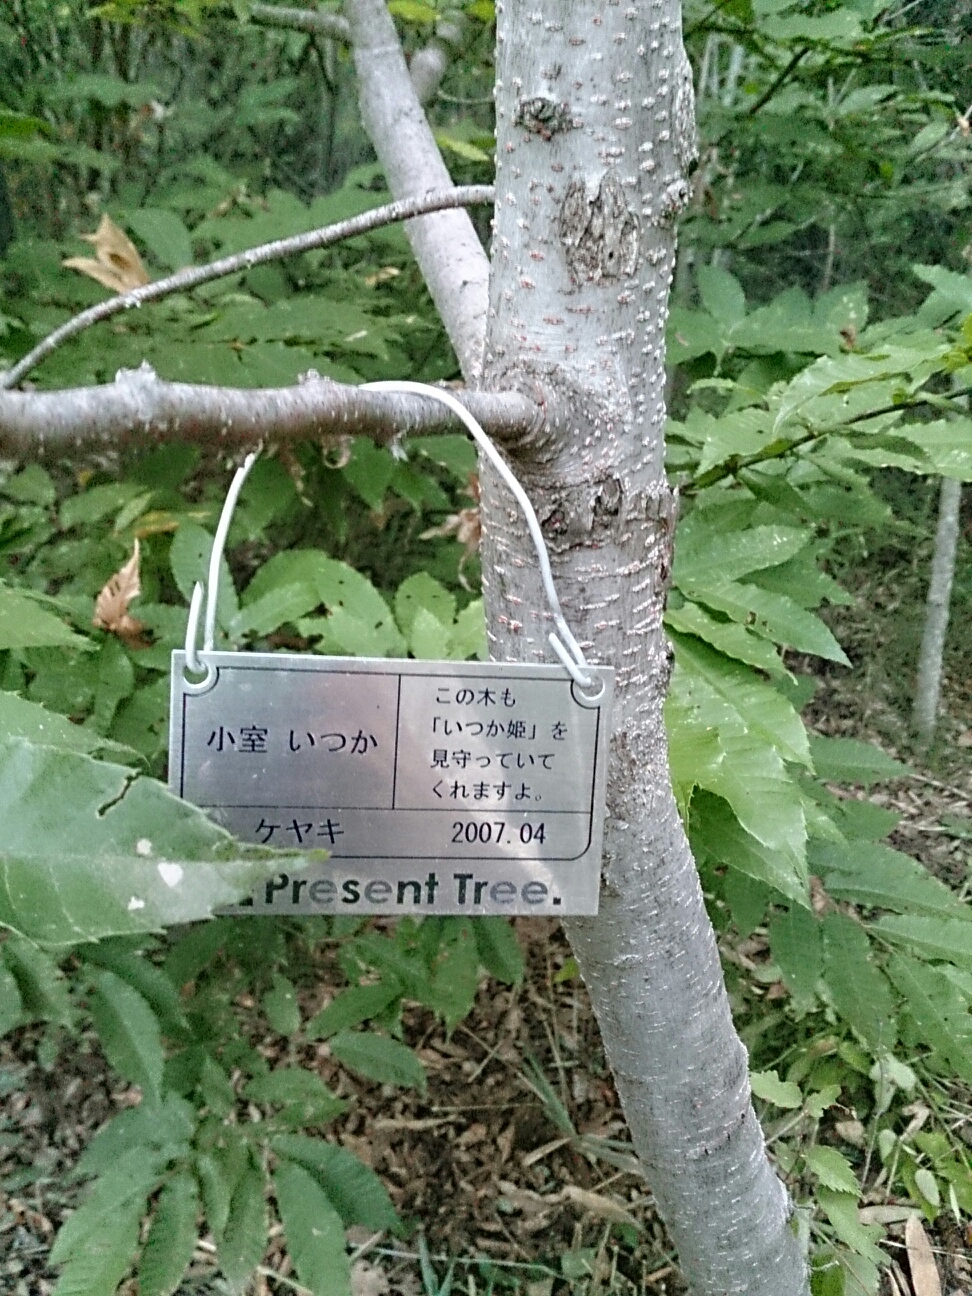 小室 いつか
この木も
「いつか姫」を
見守っていて
くれますよ。
ケヤキ 2007.04
Present Tree.